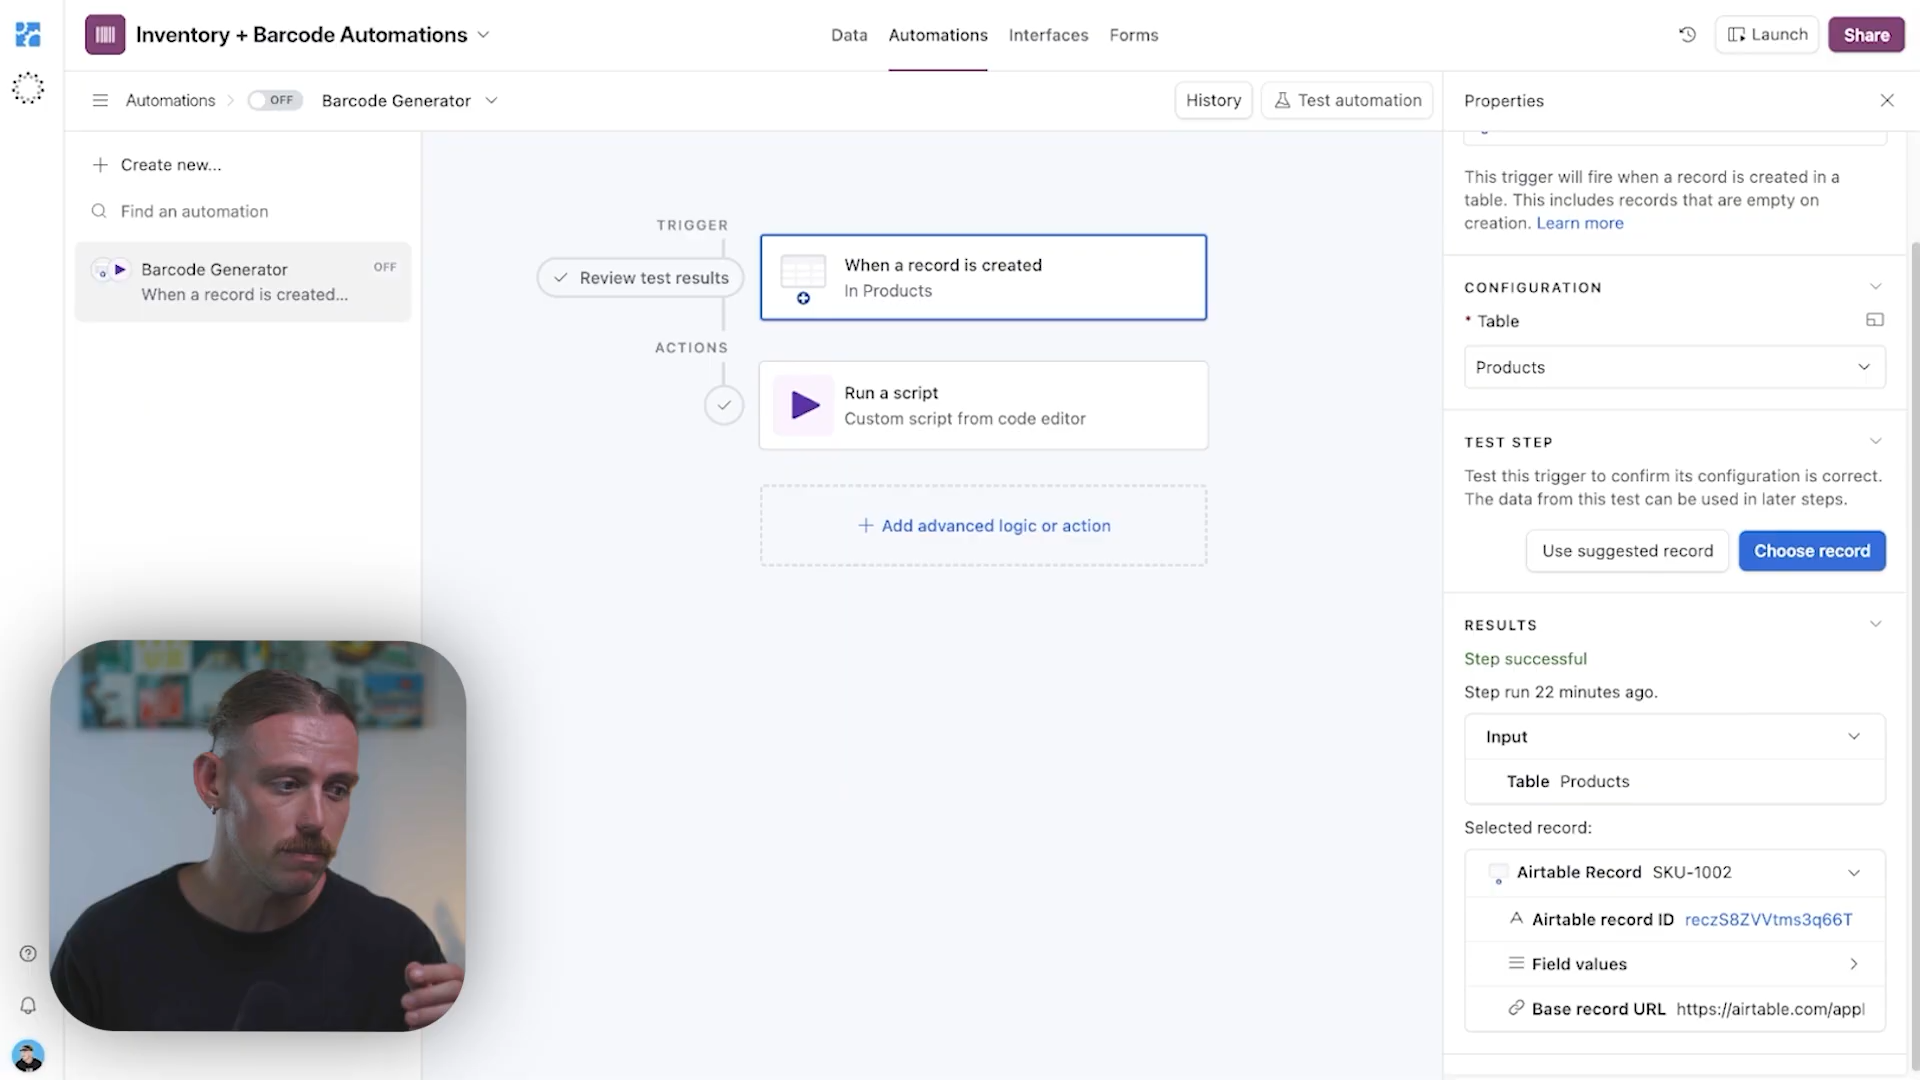 Inventory + Barcode Automations
Data
Automations
Interfaces
Forms
Launch
Share
Automations
OFF
Barcode Generator
History
Test automation
Properties
Create new...
Find an automation
Barcode Generator
OFF
When a record is created...
TRIGGER
Review test results
When a record is created
In Products
ACTIONS
Run a script
Custom script from code editor
+ Add advanced logic or action
This trigger will fire when a record is created in a
table. This includes records that are empty on
creation. Learn more
CONFIGURATION
* Table
Products
TEST STEP
Test this trigger to confirm its configuration is correct.
The data from this test can be used in later steps.
Use suggested record
Choose record
RESULTS
Step successful
Step run 22 minutes ago.
Input
Table Products
Selected record:
Airtable Record SKU-1002
Airtable record ID reczS8ZVVtms3q66T
Field values
Base record URL https://airtable.com/appl